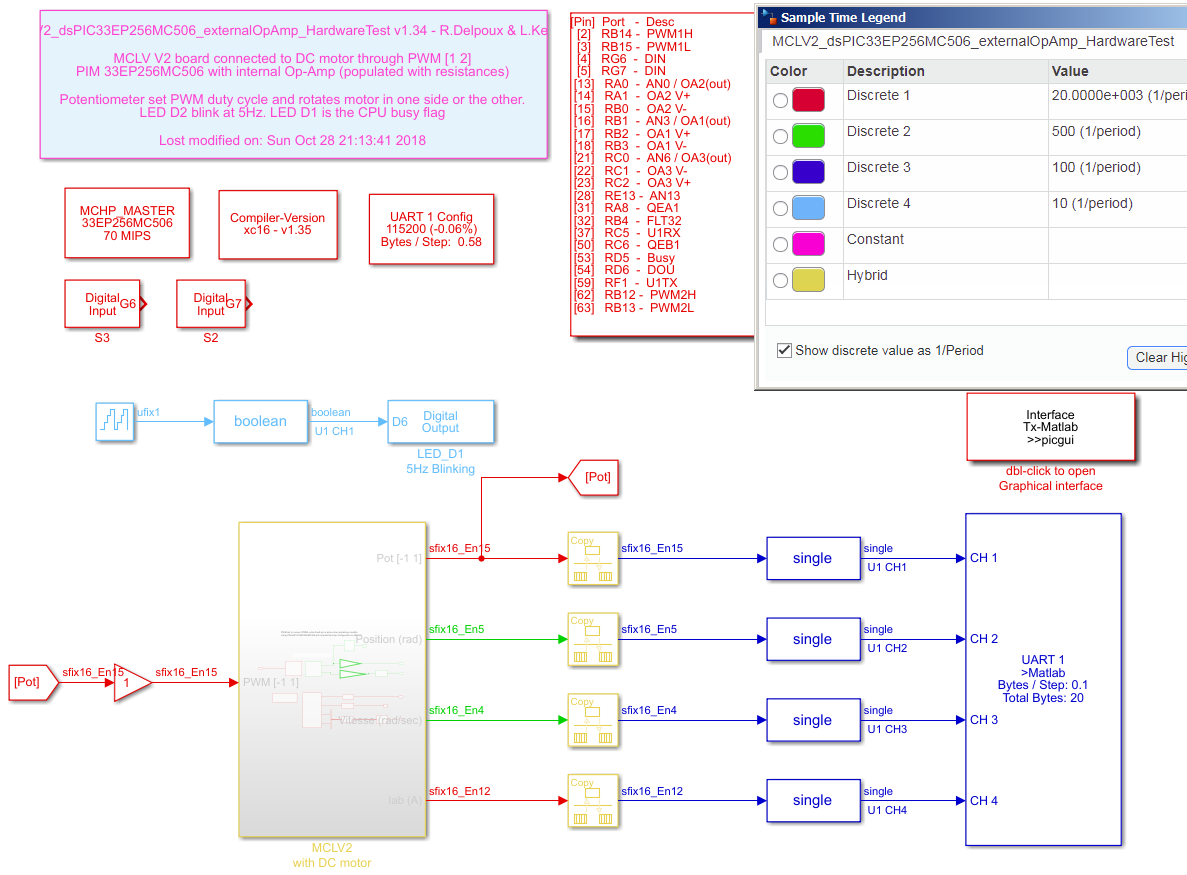 V2_dsPIC33EP256MC506_externalOpAmp_HardwareTest v1.34 - R.Delpoux & L.Ke
MCLV V2 board connected to DC motor through PWM [1 2]
PIM 33EP256MC506 with internal Op-Amp (populated with resistances)
Potentiometer set PWM duty cycle and rotates motor in one side or the other.
LED D2 blink at 5Hz. LED D1 is the CPU busy flag
Lost modified on: Sun Oct 28 21:13:41 2018
[Pin] Port - Desc
[2] RB14 - PWM1H
[3] RB15 - PWM1L
[4] RG6 - DIN
[5] RG7 - DIN
[13] RA0 - AN0 / OA2(out)
[14] RA1 - OA2 V+
[15] RB0 - OA2 V-
[16] RB1 - AN3 / OA1(out)
[17] RB2 - OA1 V+
[18] RB3 - OA1 V-
[21] RC0 - AN6 / OA3(out)
[22] RC1 - OA3 V-
[23] RC2 - OA3 V+
[28] RE13 - AN13
[31] RA8 - QEA1
[32] RB4 - FLT32
[37] RC5 - U1RX
[50] RC6 - QEB1
[53] RD5 - Busy
[54] RD6 - DOU
[59] RF1 - U1TX
[62] RB12 - PWM2H
[63] RB13 - PWM2L
Sample Time Legend
MCLV2_dsPIC33EP256MC506_externalOpAmp_HardwareTest
Color Description Value
Discrete 1 20.0000e+003 (1/peri
Discrete 2 500 (1/period)
Discrete 3 100 (1/period)
Discrete 4 10 (1/period)
Constant
Hybrid
Show discrete value as 1/Period
Clear Hig
MCHP_MASTER
33EP256MC506
70 MIPS
Compiler-Version
xc16 - v1.35
UART 1 Config
115200 (-0.06%)
Bytes / Step: 0.58
Digital
Input
G6
S3
Digital
Input
G7
S2
ufix1
boolean
boolean
U1 CH1
D6
Digital
Output
LED_D1
5Hz Blinking
Interface
Tx-Matlab
>>picgui
dbl-click to open
Graphical interface
[Pot]
[Pot]
sfix16_En15
1
sfix16_En15
PWM [-1 1]
Pot [-1 1]
Position (rad)
Vitesse (rad/sec)
Iab (A)
MCLV2
with DC motor
sfix16_En15
Copy
sfix16_En15
single
single
U1 CH1
CH 1
sfix16_En5
Copy
sfix16_En5
single
single
U1 CH2
CH 2
sfix16_En4
Copy
sfix16_En4
single
single
U1 CH3
CH 3
sfix16_En12
Copy
sfix16_En12
single
single
U1 CH4
CH 4
UART 1
>Matlab
Bytes / Step: 0.1
Total Bytes: 20